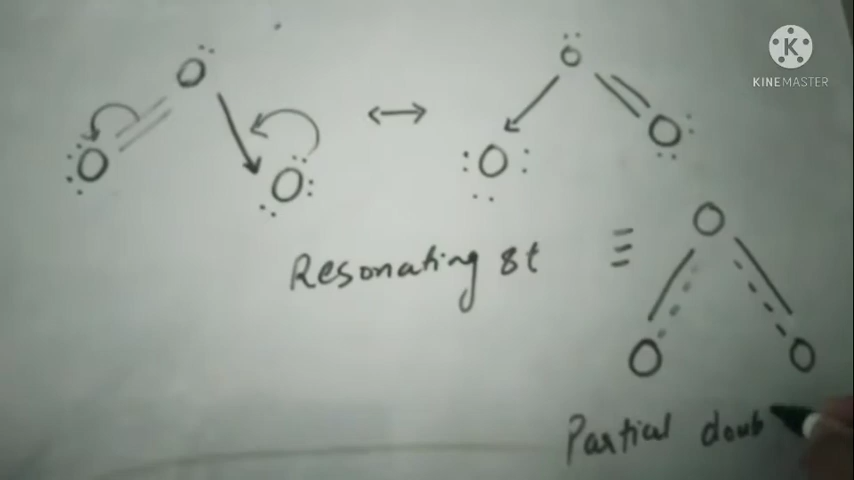 KINEMASTER
K
Ö
:O:
O:
↔
Ö
:O:
O:
Resonating st
≡
O
O
O
Partial doub